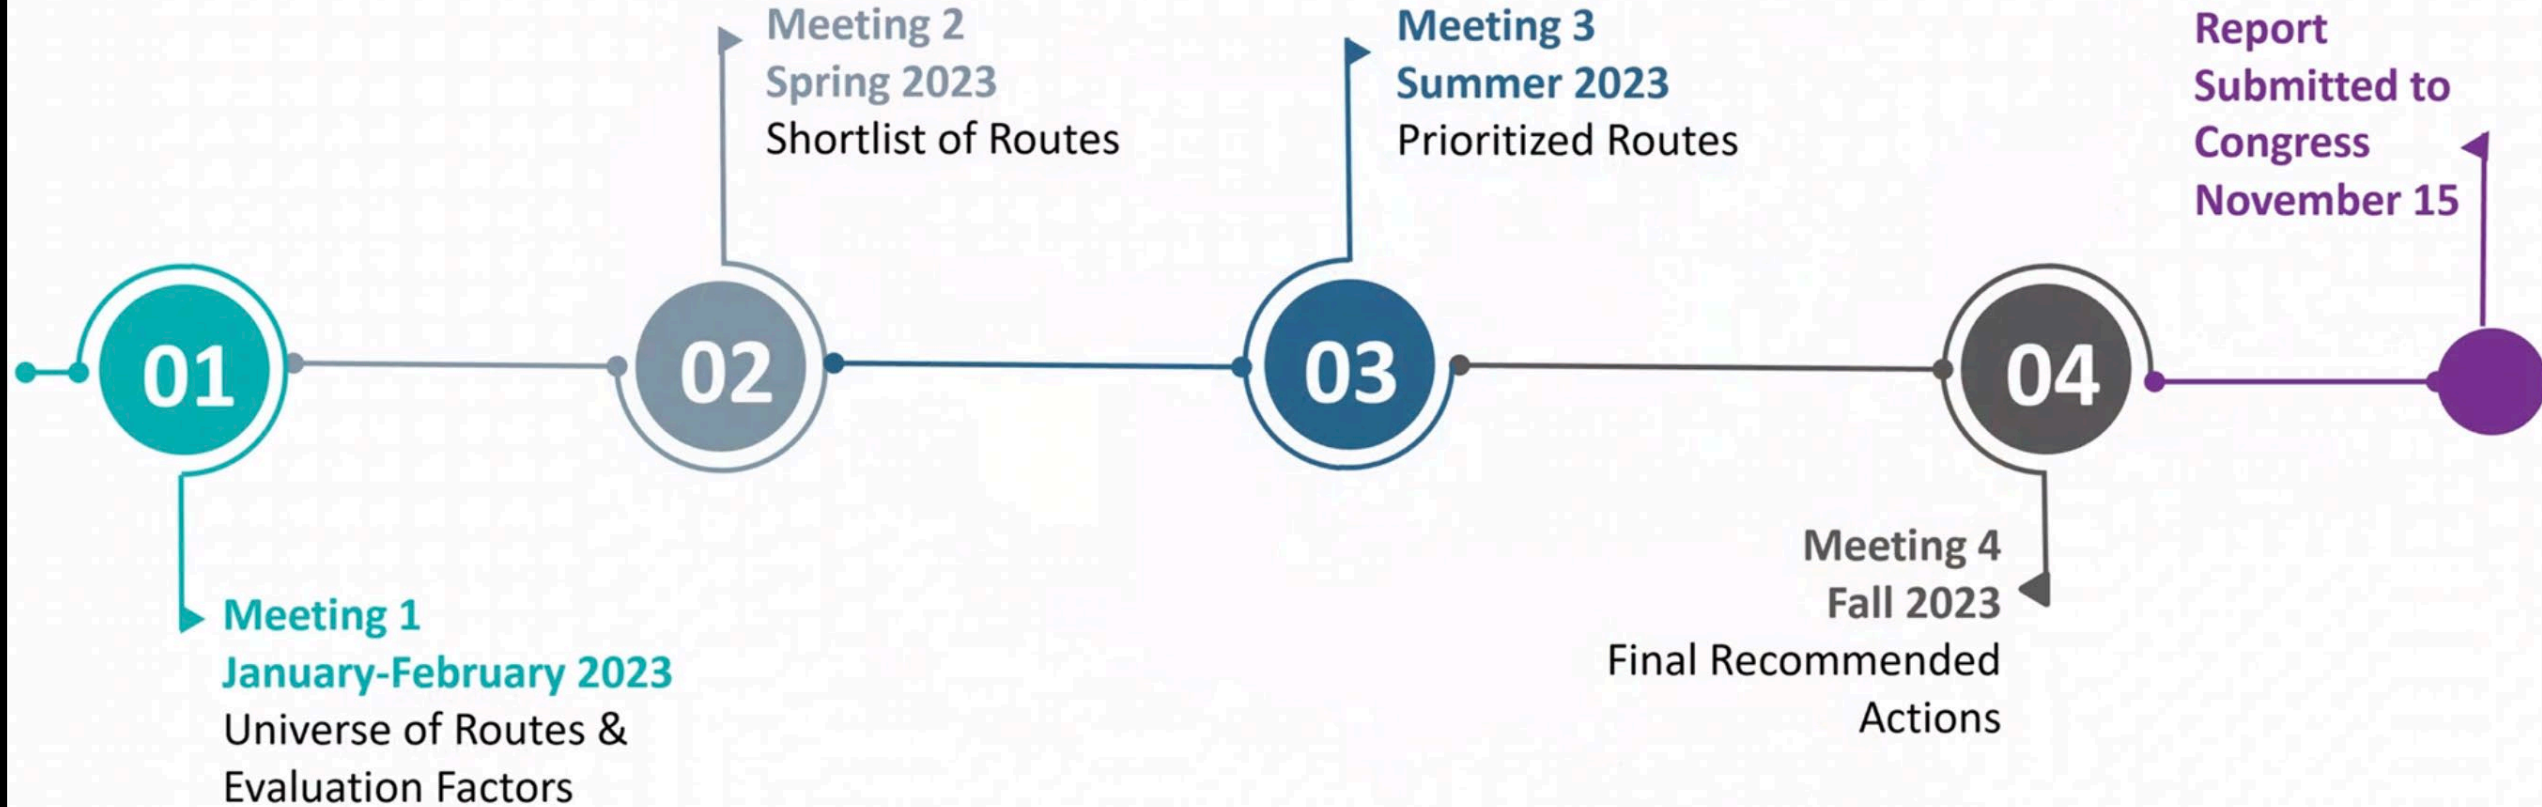 01
Meeting 1
January-February 2023
Universe of Routes &
Evaluation Factors
02
Meeting 2
Spring 2023
Shortlist of Routes
03
Meeting 3
Summer 2023
Prioritized Routes
04
Meeting 4
Fall 2023
Final Recommended
Actions
Report
Submitted to
Congress
November 15